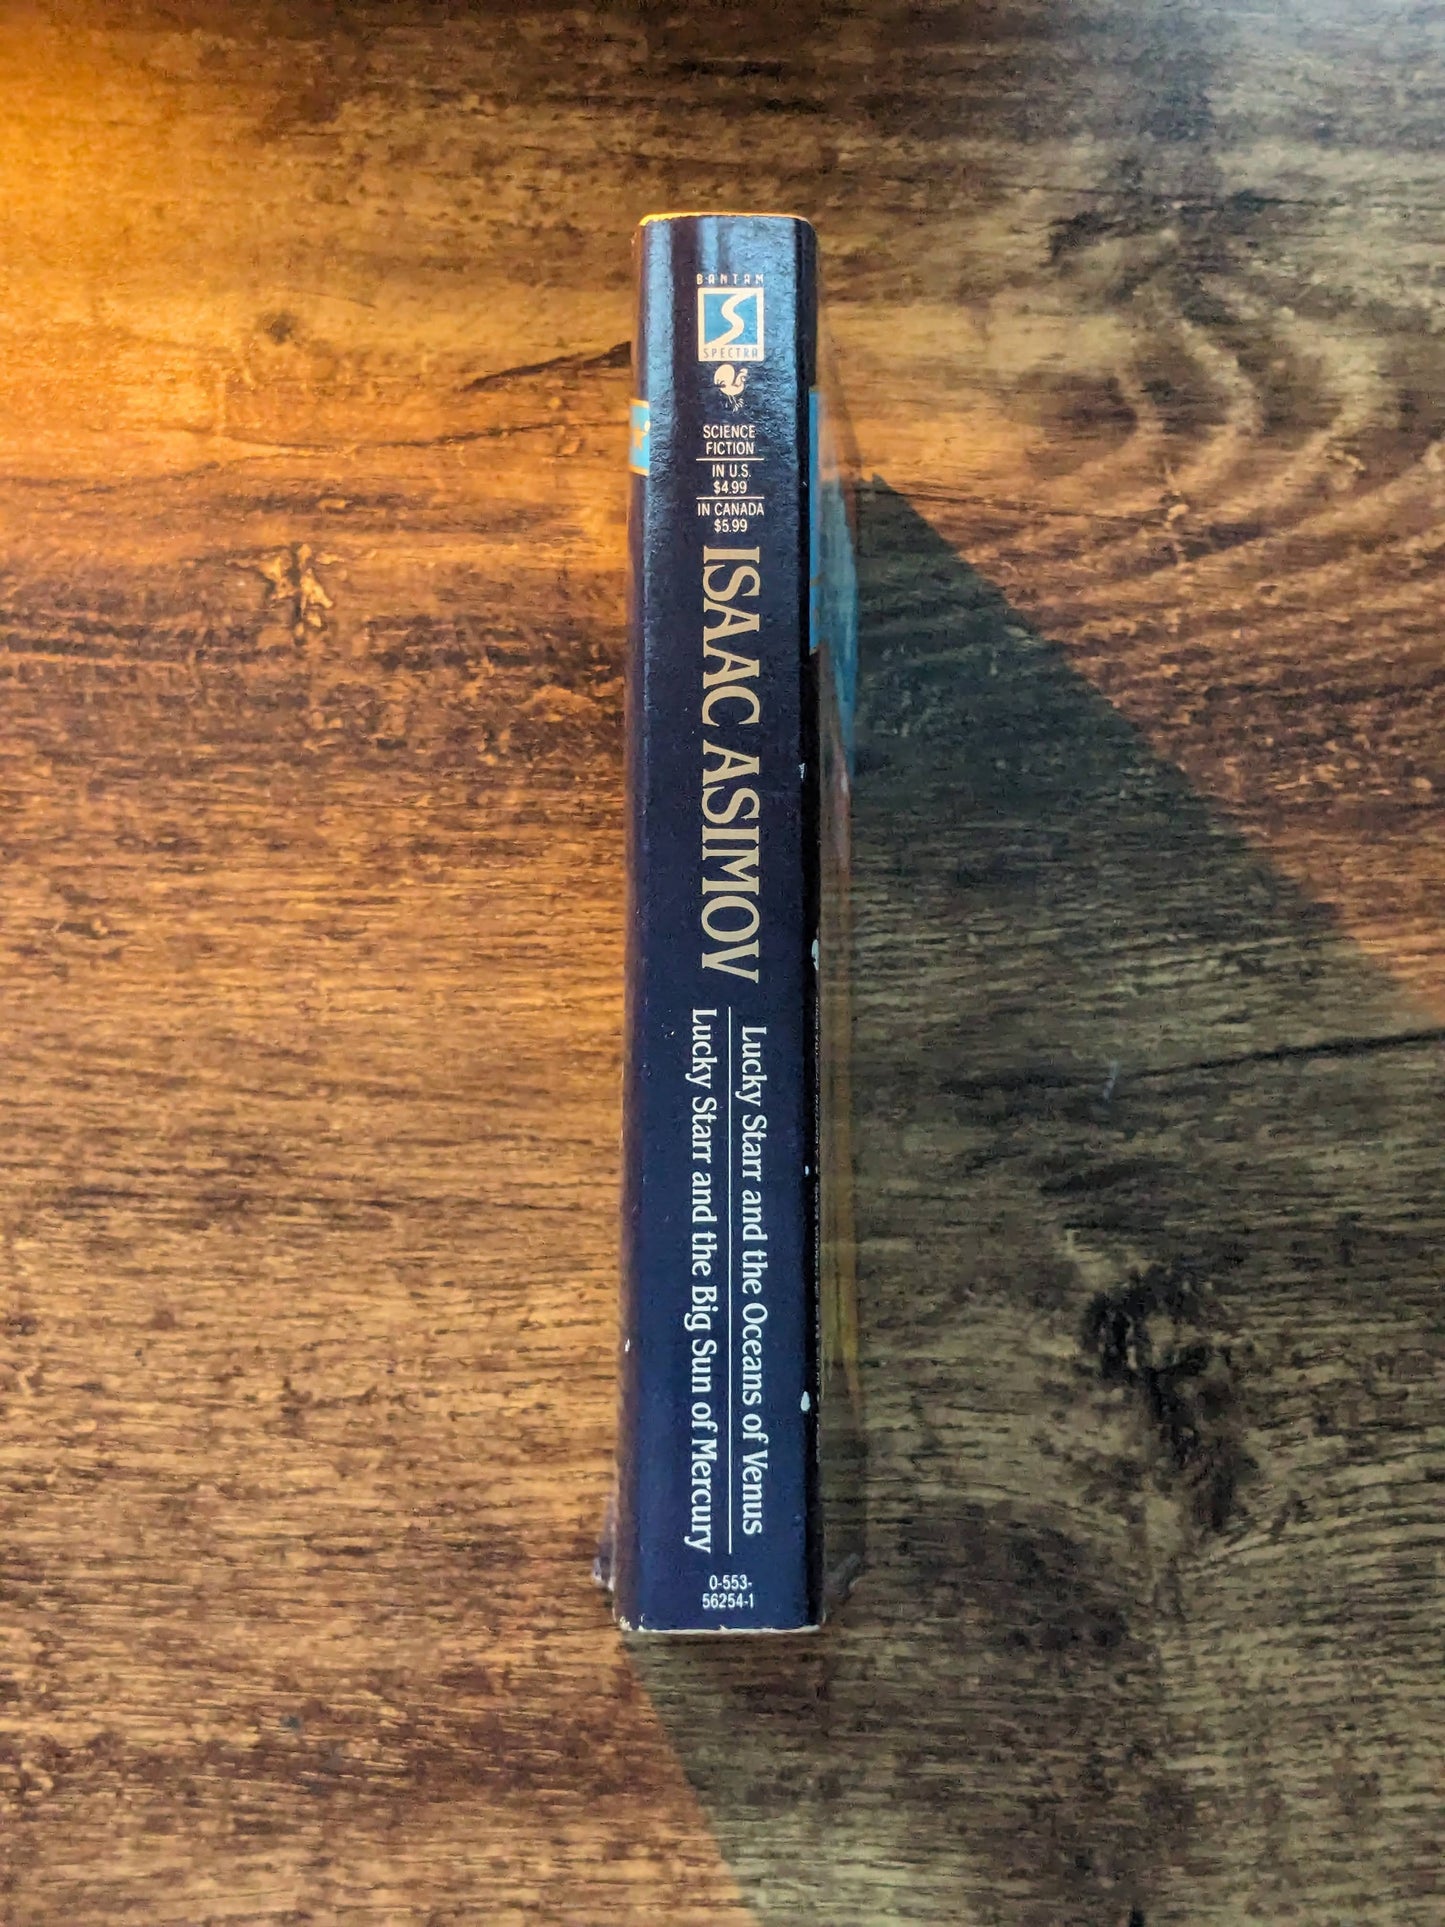 BANTAM
SPECTRA
SCIENCE
FICTION
IN U.S.
$4.99
IN CANADA
$5.99
ISAAC ASIMOV
Lucky Starr and the Oceans of Venus
Lucky Starr and the Big Sun of Mercury
0-553-
56254-1